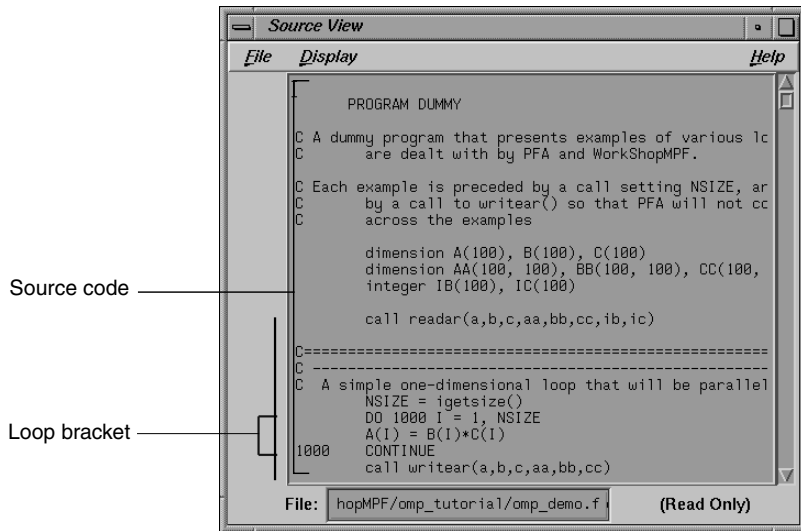 Source View
File Display Help
PROGRAM DUMMY
C A dummy program that presents examples of various lc
C are dealt with by PFA and WorkShopMPF.
C Each example is preceded by a call setting NSIZE, ar
C by a call to writear() so that PFA will not cc
C across the examples
dimension A(100), B(100), C(100)
dimension AA(100, 100), BB(100, 100), CC(100,
integer IB(100), IC(100)
Source code
call readar(a,b,c,aa,bb,cc,ib,ic)
C=====================================================
C ----------------------------------------------------
C A simple one-dimensional loop that will be parallel
NSIZE = igetsize()
DO 1000 I = 1, NSIZE
Loop bracket
A(I) = B(I)*C(I)
1000 CONTINUE
call writear(a,b,c,aa,bb,cc)
File: hopMPF/omp_tutorial/omp_demo.f (Read Only)